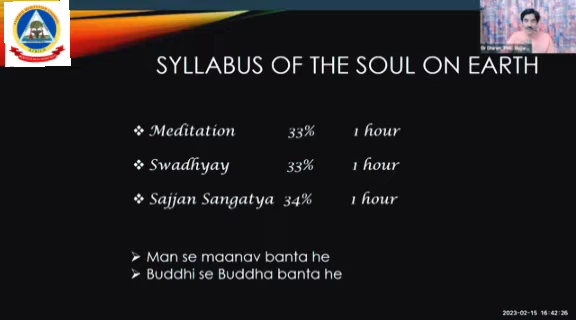 SYLLABUS OF THE SOUL ON EARTH
❖ Meditation 33% 1 hour
❖ Swadhyay 33% 1 hour
❖ Sajjan Sangatya 34% 1 hour
➢ Man se maanav banta he
➢ Buddhi se Buddha banta he
2023-02-15 16:42:26